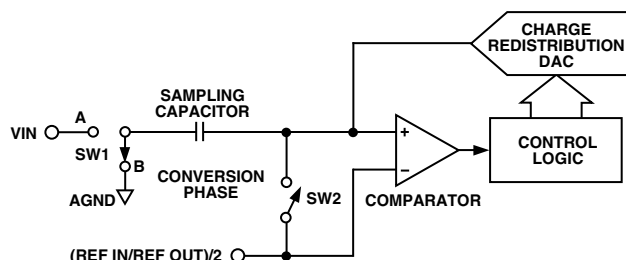 CHARGE
REDISTRIBUTION
DAC
SAMPLING
CAPACITOR
A
VIN
SW1
B
AGND
CONVERSION
PHASE
SW2
+
−
COMPARATOR
CONTROL
LOGIC
(REF IN/REF OUT)/2